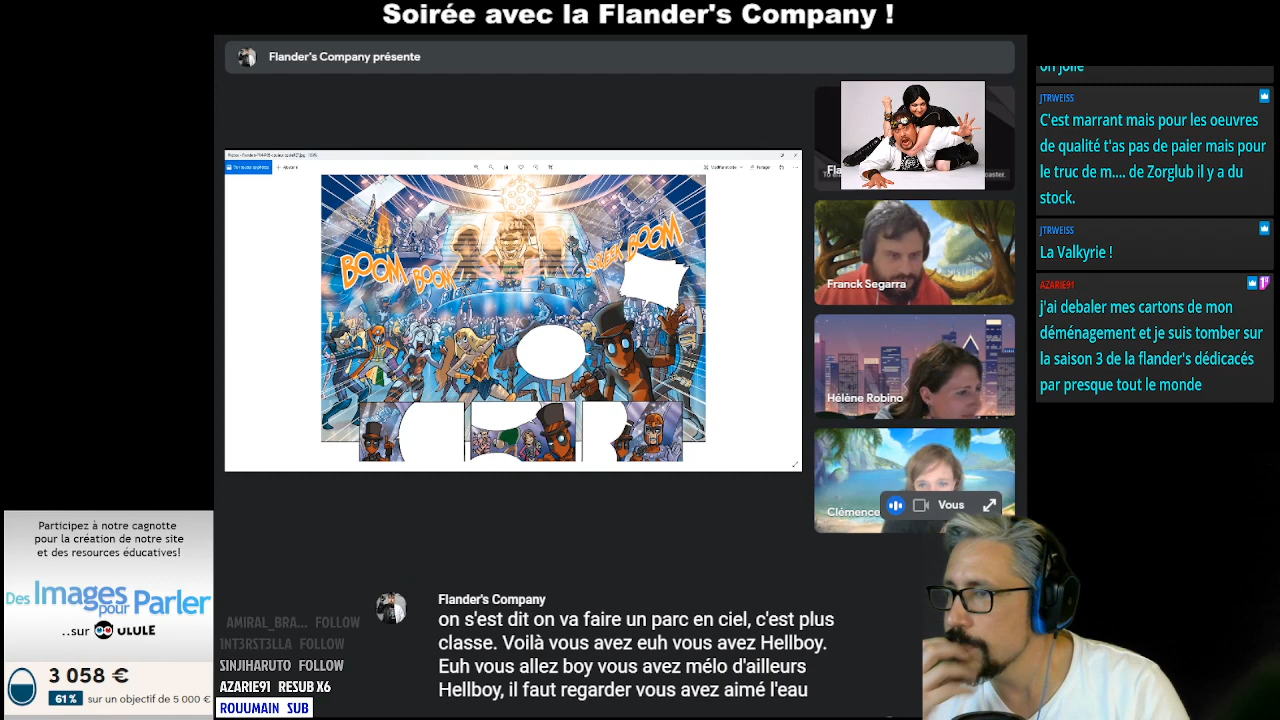 Soirée avec la Flander's Company !
Flander's Company présente
BOOM
BOOM
BOOM
Franck Segarra
Hélène Robino
Clémence
Vous
on jolie
JTRWEISS
C'est marrant mais pour les oeuvres
de qualité t'as pas de paier mais pour
le truc de m.... de Zorglub il y a du
stock.
JTRWEISS
La Valkyrie !
AZARIE91
j'ai debaler mes cartons de mon
déménagement et je suis tomber sur
la saison 3 de la flander's dédicacés
par presque tout le monde
Participez à notre cagnotte
pour la création de notre site
et des resources éducatives!
Des Images pour Parler
..sur ULULE
3 058 €
61% sur un objectif de 5 000 €
AMIRAL_BRA... FOLLOW
1NT3RST3LLA FOLLOW
SINJIHARUTO FOLLOW
AZARIE91 RESUB X6
ROUUMAIN SUB
Flander's Company
on s'est dit on va faire un parc en ciel, c'est plus
classe. Voilà vous avez euh vous avez Hellboy.
Euh vous allez boy vous avez mélo d'ailleurs
Hellboy, il faut regarder vous avez aimé l'eau